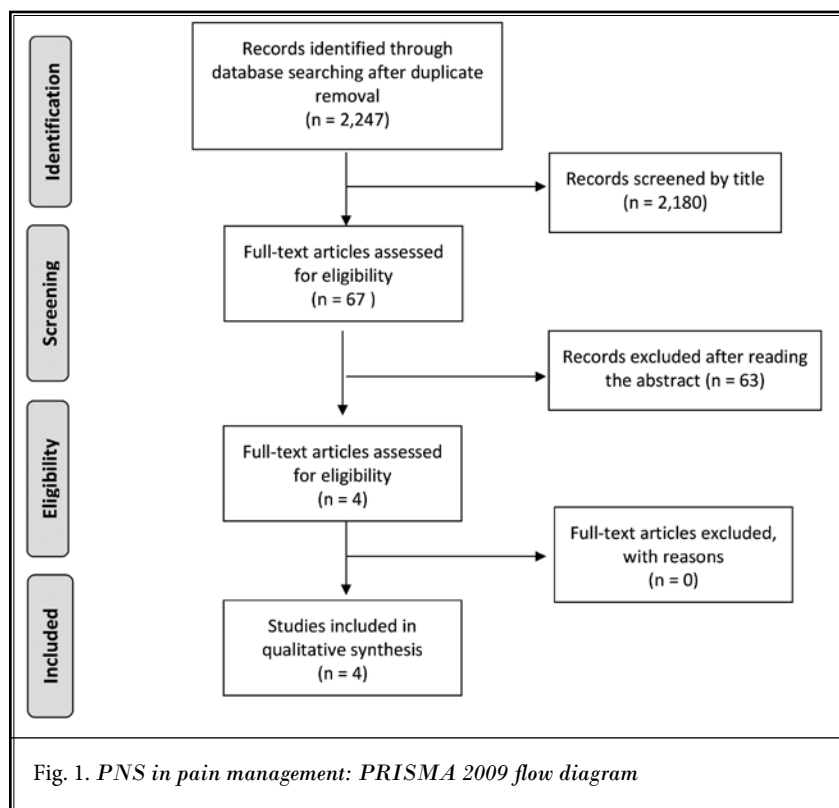 Identification
Records identified through
database searching after duplicate
removal
(n = 2,247)
Records screened by title
(n = 2,180)
Screening
Full-text articles assessed
for eligibility
(n = 67 )
Records excluded after reading
the abstract (n = 63)
Eligibility
Full-text articles assessed
for eligibility
(n = 4)
Full-text articles excluded,
with reasons
(n = 0)
Included
Studies included in
qualitative synthesis
(n = 4)
Fig. 1. PNS in pain management: PRISMA 2009 flow diagram